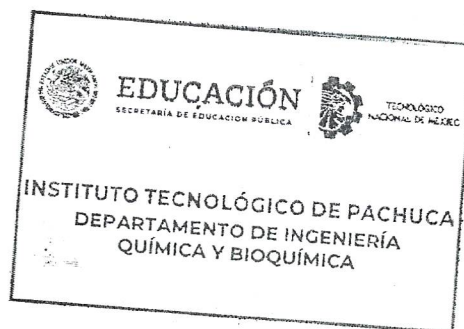 EDUCACIÓN
SECRETARÍA DE EDUCACIÓN PÚBLICA
TECNOLÓGICO
NACIONAL DE MÉXICO
INSTITUTO TECNOLÓGICO DE PACHUCA
DEPARTAMENTO DE INGENIERÍA
QUÍMICA Y BIOQUÍMICA